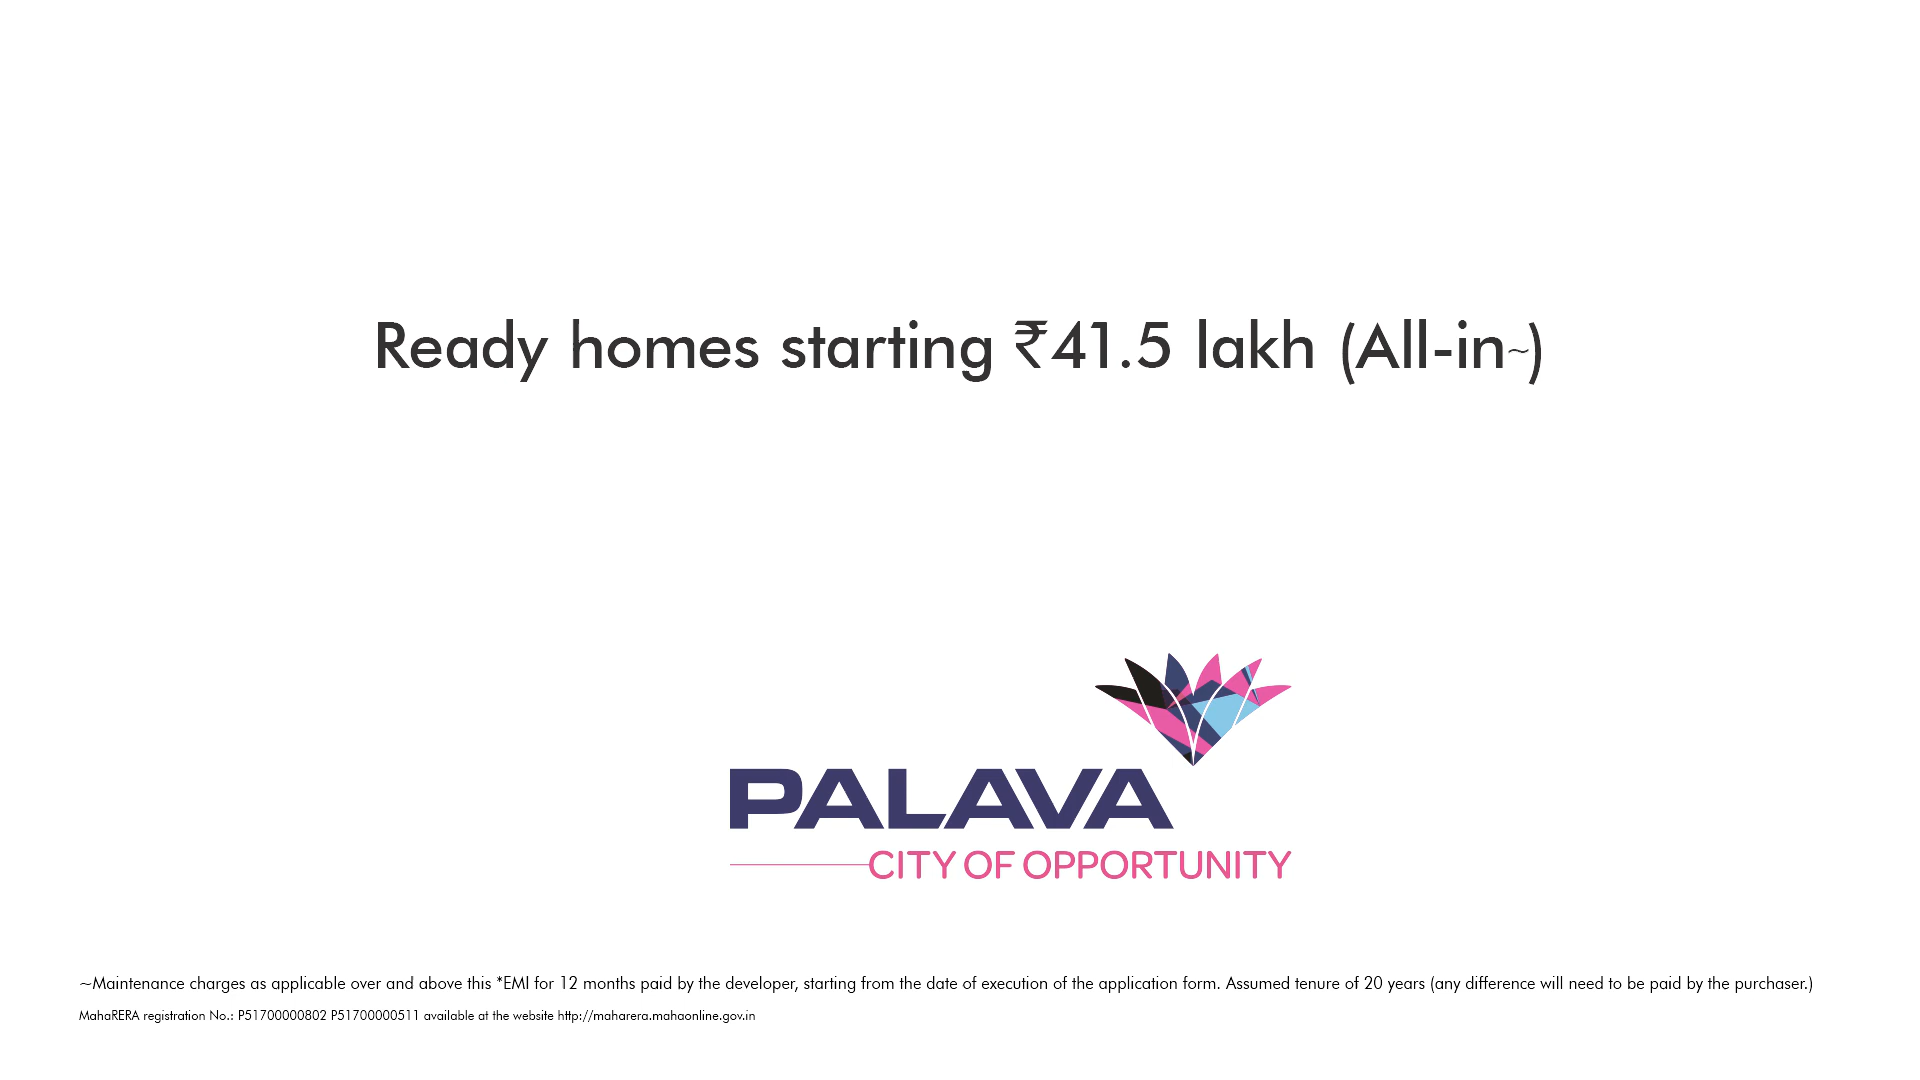 Ready homes starting ₹41.5 lakh (All-in~)
PALAVA
CITY OF OPPORTUNITY
~Maintenance charges as applicable over and above this *EMI for 12 months paid by the developer, starting from the date of execution of the application form. Assumed tenure of 20 years (any difference will need to be paid by the purchaser.)
MahaRERA registration No.: P51700000802 P51700000511 available at the website http://maharera.mahaonline.gov.in